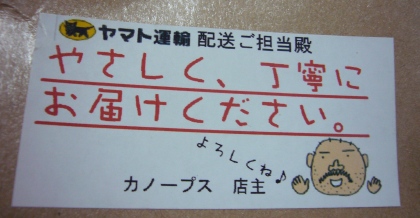 ヤマト運輸 配送ご担当殿
やさしく、丁寧に
お届けください。
よろしくね♪
カノープス 店主